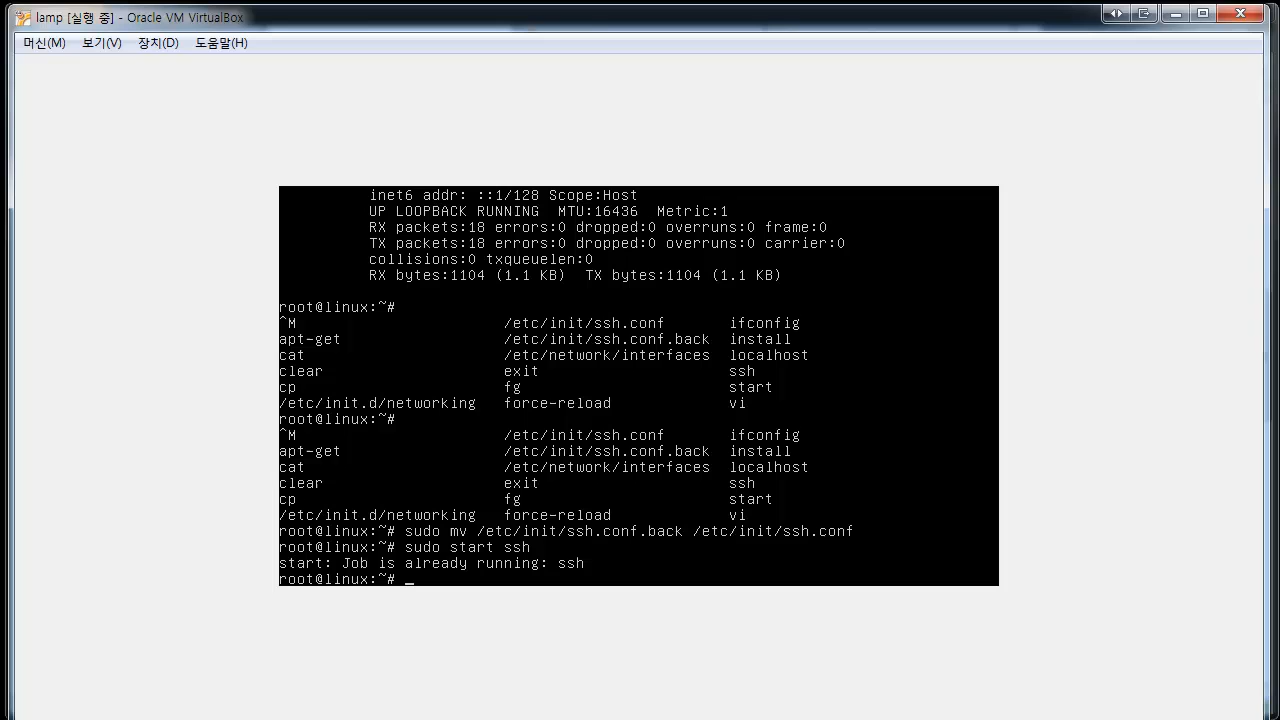 lamp [실행 중] - Oracle VM VirtualBox
머신(M) 보기(V) 장치(D) 도움말(H)
inet6 addr: ::1/128 Scope:Host
UP LOOPBACK RUNNING  MTU:16436  Metric:1
RX packets:18 errors:0 dropped:0 overruns:0 frame:0
TX packets:18 errors:0 dropped:0 overruns:0 carrier:0
collisions:0 txqueuelen:0
RX bytes:1104 (1.1 KB)  TX bytes:1104 (1.1 KB)
root@linux:~#
^M /etc/init/ssh.conf ifconfig
apt-get /etc/init/ssh.conf.back install
cat /etc/network/interfaces localhost
clear exit ssh
cp fg start
/etc/init.d/networking force-reload vi
root@linux:~#
^M /etc/init/ssh.conf ifconfig
apt-get /etc/init/ssh.conf.back install
cat /etc/network/interfaces localhost
clear exit ssh
cp fg start
/etc/init.d/networking force-reload vi
root@linux:~# sudo mv /etc/init/ssh.conf.back /etc/init/ssh.conf
root@linux:~# sudo start ssh
start: Job is already running: ssh
root@linux:~# _